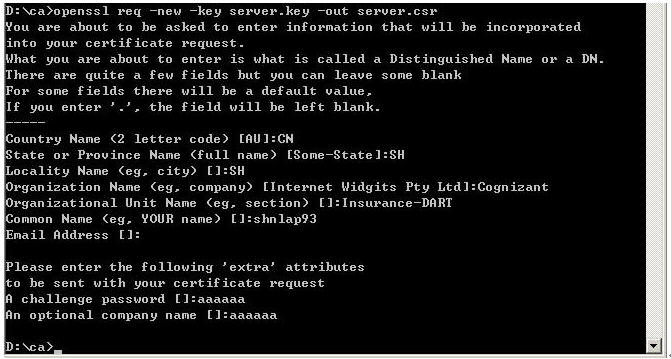 D:\ca>openssl req -new -key server.key -out server.csr
You are about to be asked to enter information that will be incorporated
into your certificate request.
What you are about to enter is what is called a Distinguished Name or a DN.
There are quite a few fields but you can leave some blank
For some fields there will be a default value,
If you enter '.', the field will be left blank.
-----
Country Name (2 letter code) [AU]:CN
State or Province Name (full name) [Some-State]:SH
Locality Name (eg, city) []:SH
Organization Name (eg, company) [Internet Widgits Pty Ltd]:Cognizant
Organizational Unit Name (eg, section) []:Insurance-DART
Common Name (eg, YOUR name) []:shnlap93
Email Address []:
Please enter the following 'extra' attributes
to be sent with your certificate request
A challenge password []:aaaaaa
An optional company name []:aaaaaa
D:\ca>_